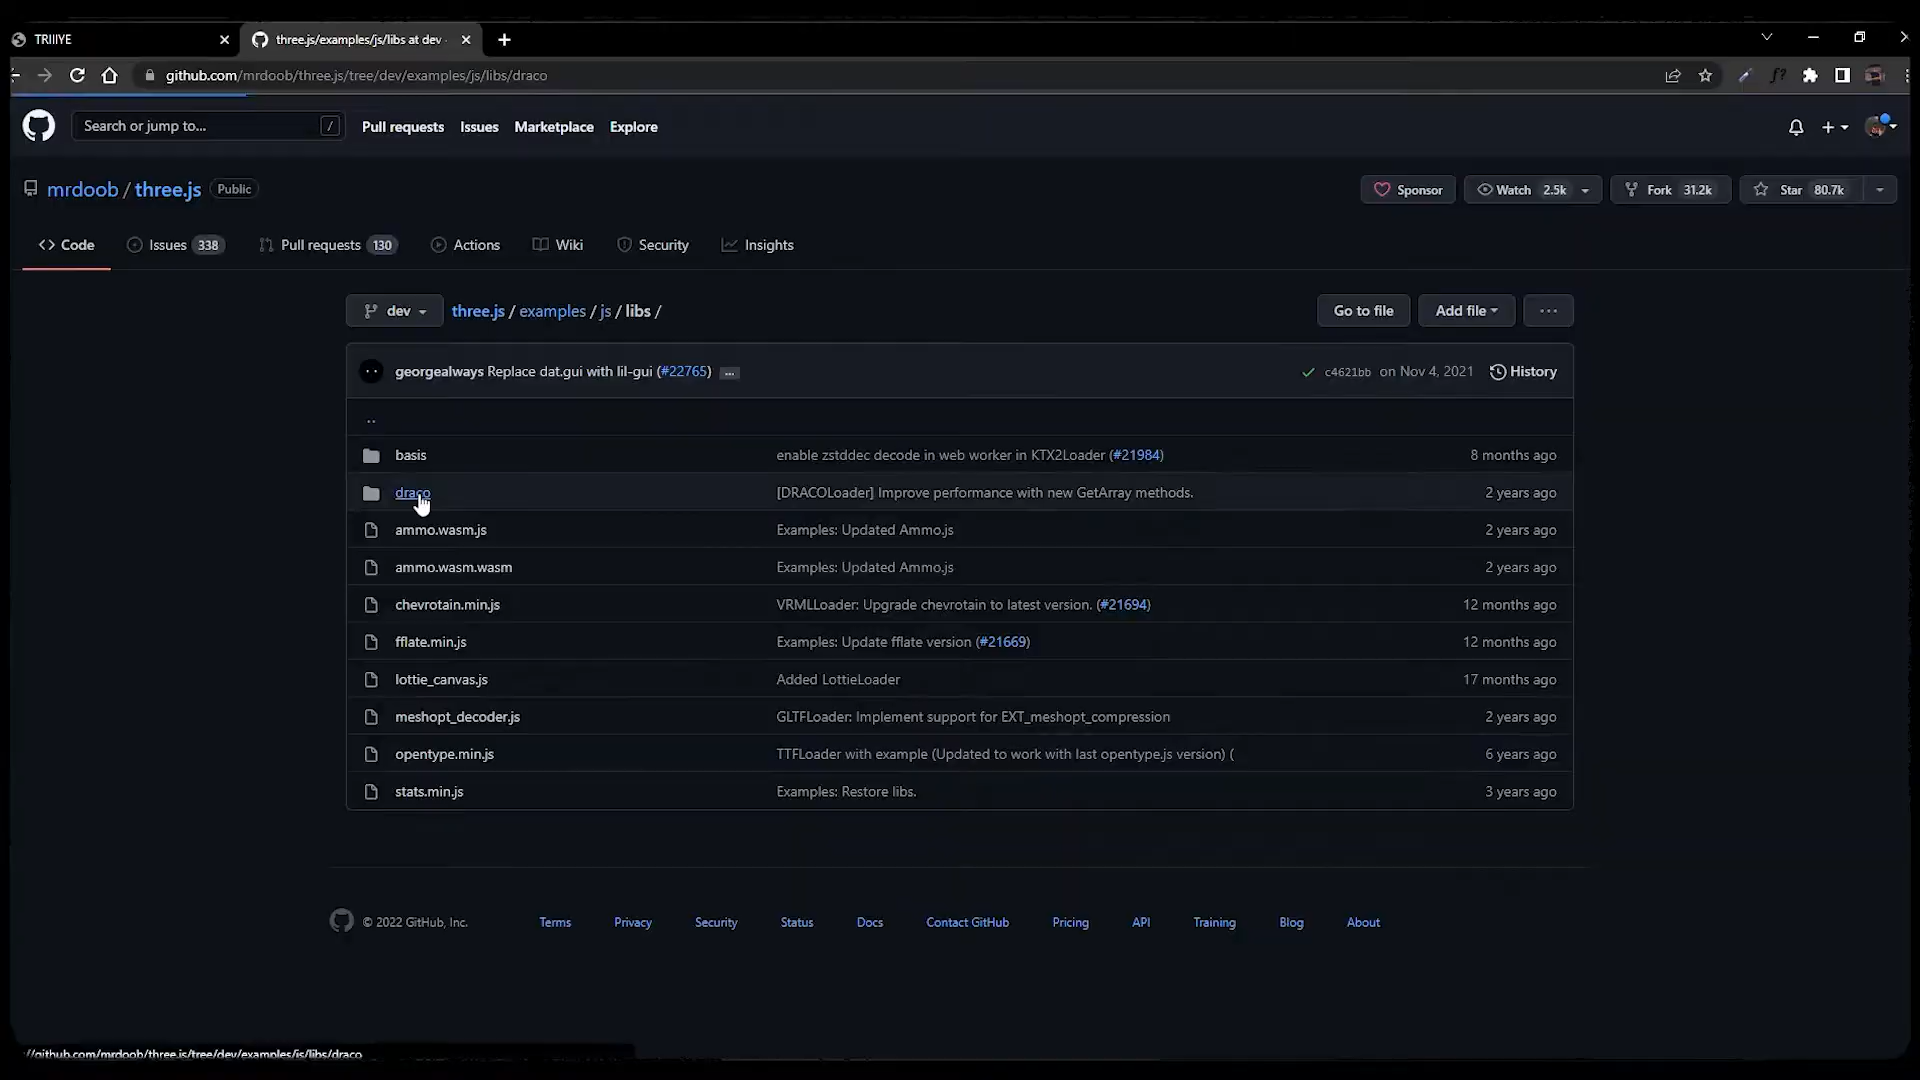 TRIIIYE
three.js/examples/js/libs at dev
github.com/mrdoob/three.js/tree/dev/examples/js/libs/draco
f?
Search or jump to...
/
Pull requests
Issues
Marketplace
Explore
mrdoob / three.js
Public
Sponsor
Watch 2.5k
Fork 31.2k
Star 80.7k
<> Code
Issues 338
Pull requests 130
Actions
Wiki
Security
Insights
dev
three.js / examples / js / libs /
Go to file
Add file
...
georgealways Replace dat.gui with lil-gui (#22765) ...
c4621bb on Nov 4, 2021
History
..
basis
enable zstddec decode in web worker in KTX2Loader (#21984)
8 months ago
draco
[DRACOLoader] Improve performance with new GetArray methods.
2 years ago
ammo.wasm.js
Examples: Updated Ammo.js
2 years ago
ammo.wasm.wasm
Examples: Updated Ammo.js
2 years ago
chevrotain.min.js
VRMLLoader: Upgrade chevrotain to latest version. (#21694)
12 months ago
fflate.min.js
Examples: Update fflate version (#21669)
12 months ago
lottie_canvas.js
Added LottieLoader
17 months ago
meshopt_decoder.js
GLTFLoader: Implement support for EXT_meshopt_compression
2 years ago
opentype.min.js
TTFLoader with example (Updated to work with last opentype.js version) (
6 years ago
stats.min.js
Examples: Restore libs.
3 years ago
© 2022 GitHub, Inc.
Terms
Privacy
Security
Status
Docs
Contact GitHub
Pricing
API
Training
Blog
About
//github.com/mrdoob/three.js/tree/dev/examples/js/libs/draco